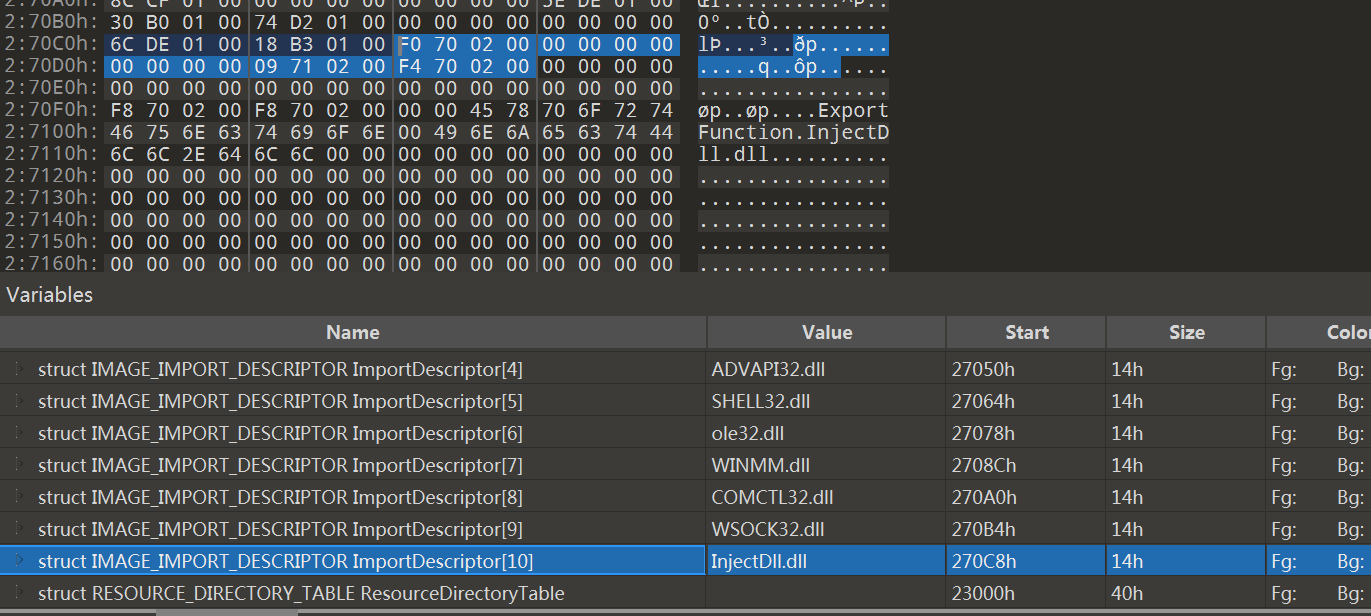 30 B0 01 00 74 D2 01 00 00 00 00 00 00 00 00 00 0°..tÒ..........
2:70B0h:
2:70C0h: 6C DE 01 00 18 B3 01 00 F0 70 02 00 00 00 00 00 lÞ...³..ðp......
2:70D0h: 00 00 00 00 09 71 02 00 F4 70 02 00 00 00 00 00 .....q..ôp......
2:70E0h: 00 00 00 00 00 00 00 00 00 00 00 00 00 00 00 00 ................
2:70F0h: F8 70 02 00 F8 70 02 00 00 00 45 78 70 6F 72 74 øp..øp....Export
2:7100h: 46 75 6E 63 74 69 6F 6E 00 49 6E 6A 65 63 74 44 Function.InjectD
2:7110h: 6C 6C 2E 64 6C 6C 00 00 00 00 00 00 00 00 00 00 ll.dll..........
2:7120h: 00 00 00 00 00 00 00 00 00 00 00 00 00 00 00 00 ................
2:7130h: 00 00 00 00 00 00 00 00 00 00 00 00 00 00 00 00 ................
2:7140h: 00 00 00 00 00 00 00 00 00 00 00 00 00 00 00 00 ................
2:7150h: 00 00 00 00 00 00 00 00 00 00 00 00 00 00 00 00 ................
2:7160h: 00 00 00 00 00 00 00 00 00 00 00 00 00 00 00 00 ................
Variables
Name Value Start Size Color
struct IMAGE_IMPORT_DESCRIPTOR ImportDescriptor[4] ADVAPI32.dll 27050h 14h Fg: Bg:
struct IMAGE_IMPORT_DESCRIPTOR ImportDescriptor[5] SHELL32.dll 27064h 14h Fg: Bg:
struct IMAGE_IMPORT_DESCRIPTOR ImportDescriptor[6] ole32.dll 27078h 14h Fg: Bg:
struct IMAGE_IMPORT_DESCRIPTOR ImportDescriptor[7] WINMM.dll 2708Ch 14h Fg: Bg:
struct IMAGE_IMPORT_DESCRIPTOR ImportDescriptor[8] COMCTL32.dll 270A0h 14h Fg: Bg:
struct IMAGE_IMPORT_DESCRIPTOR ImportDescriptor[9] WSOCK32.dll 270B4h 14h Fg: Bg:
struct IMAGE_IMPORT_DESCRIPTOR ImportDescriptor[10] InjectDll.dll 270C8h 14h Fg: Bg:
struct RESOURCE_DIRECTORY_TABLE ResourceDirectoryTable 23000h 40h Fg: Bg: